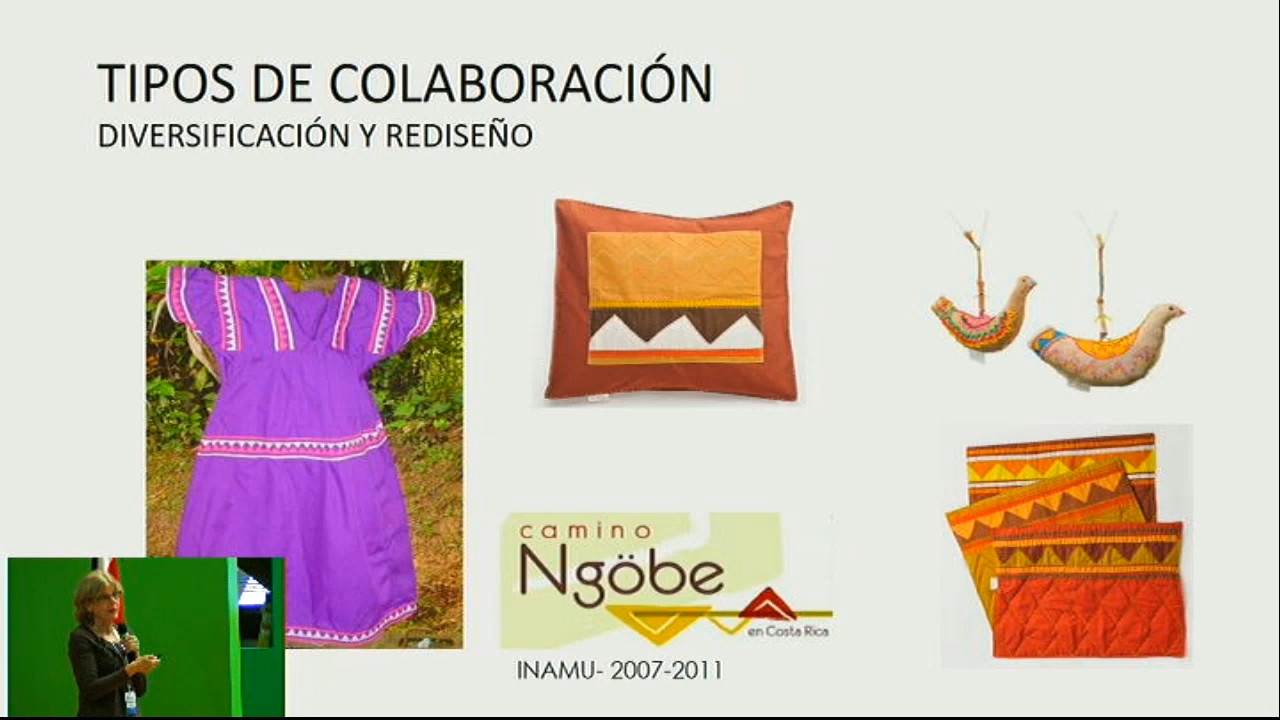 TIPOS DE COLABORACIÓN
DIVERSIFICACIÓN Y REDISEÑO
camino
Ngöbe
en Costa Rica
INAMU- 2007-2011